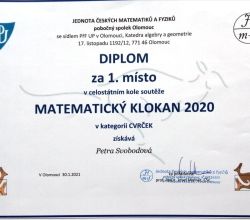 JEDNOTA ČESKÝCH MATEMATIKŮ A FYZIKŮ
pobočný spolek Olomouc
se sídlem PřF UP v Olomouci, Katedra algebry a geometrie
17. listopadu 1192/12, 771 46 Olomouc
DIPLOM
za 1. místo
v celostátním kole soutěže
MATEMATICKÝ KLOKAN 2020
v kategorii CVRČEK
získává
Petra Svobodová
V Olomouci 30.1.2021